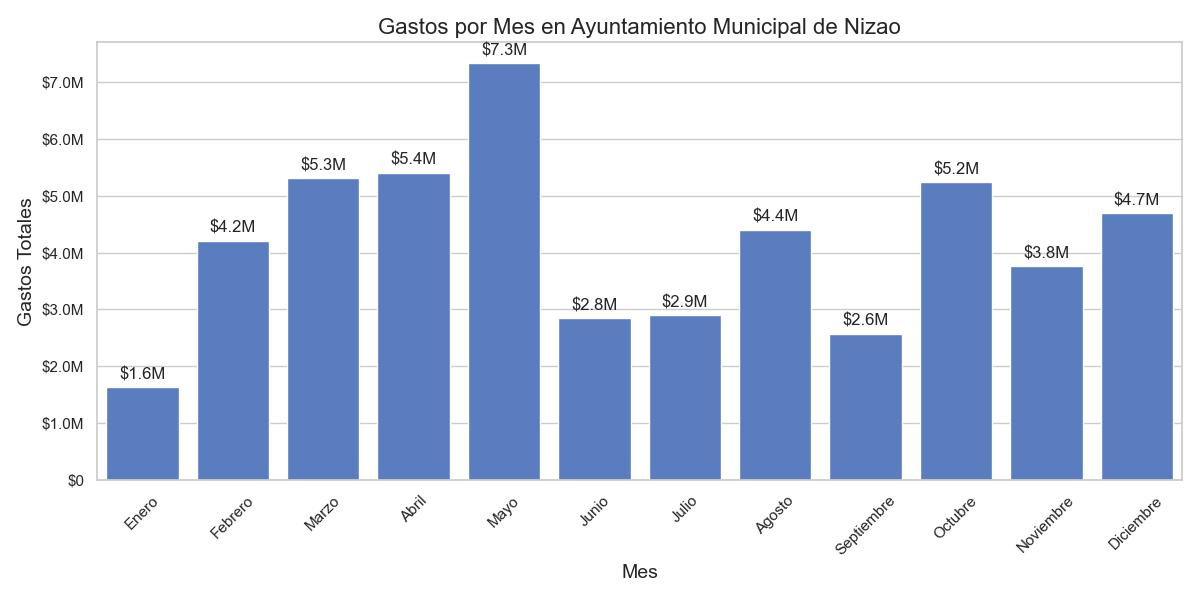 Gastos por Mes en Ayuntamiento Municipal de Nizao
Gastos Totales
$7.0M
$6.0M
$5.0M
$4.0M
$3.0M
$2.0M
$1.0M
$0
$1.6M
$4.2M
$5.3M
$5.4M
$7.3M
$2.8M
$2.9M
$4.4M
$2.6M
$5.2M
$3.8M
$4.7M
Enero
Febrero
Marzo
Abril
Mayo
Junio
Julio
Agosto
Septiembre
Octubre
Noviembre
Diciembre
Mes